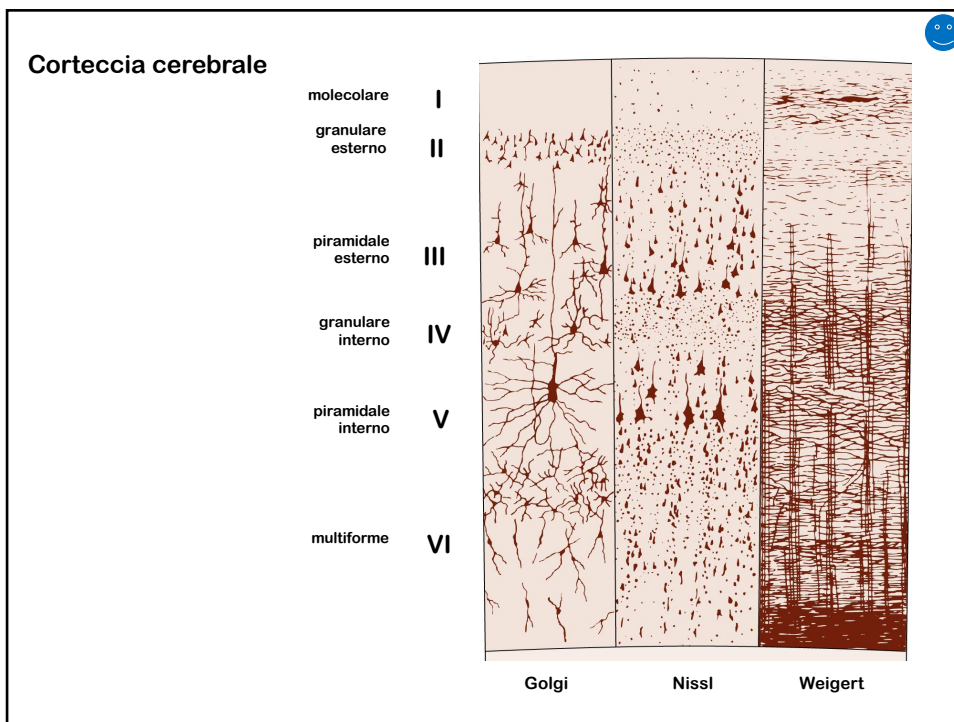 Corteccia cerebrale
molecolare I
granulare
esterno II
piramidale
esterno III
granulare
interno IV
piramidale
interno V
multiforme VI
Golgi Nissl Weigert